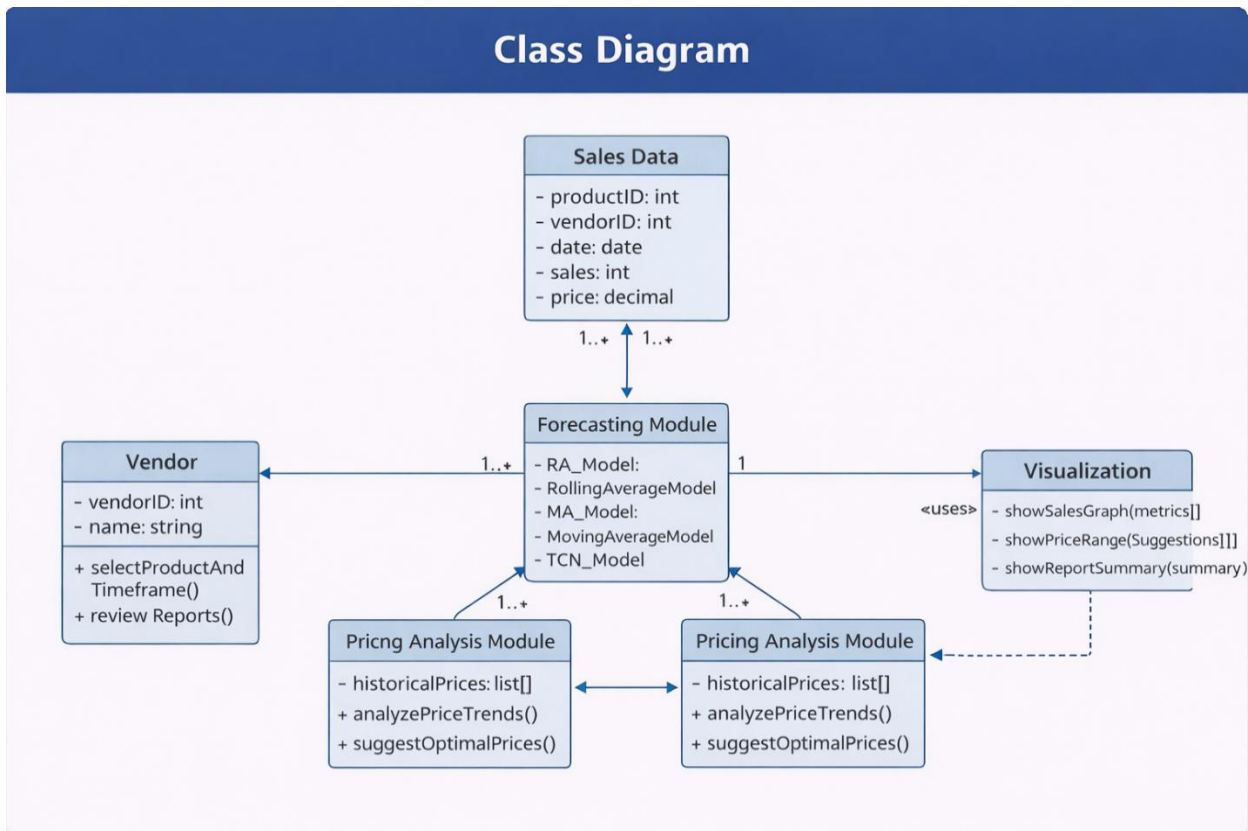 Class Diagram
Sales Data
- productID: int
- vendorID: int
- date: date
- sales: int
- price: decimal
1..+
1..+
Forecasting Module
- RA_Model:
- RollingAverageModel
- MA_Model:
- MovingAverageModel
- TCN_Model
Vendor
- vendorID: int
- name: string
+ selectProductAnd
Timeframe()
+ review Reports()
1..+
1
«uses»
Visualization
- showSalesGraph(metrics[]
- showPriceRange(Suggestions]]]
- showReportSummary(summary)
1..+
1..+
Pricng Analysis Module
- historicalPrices: list[]
+ analyzePriceTrends()
+ suggestOptimalPrices()
Pricing Analysis Module
- historicalPrices: list[]
+ analyzePriceTrends()
+ suggestOptimalPrices()